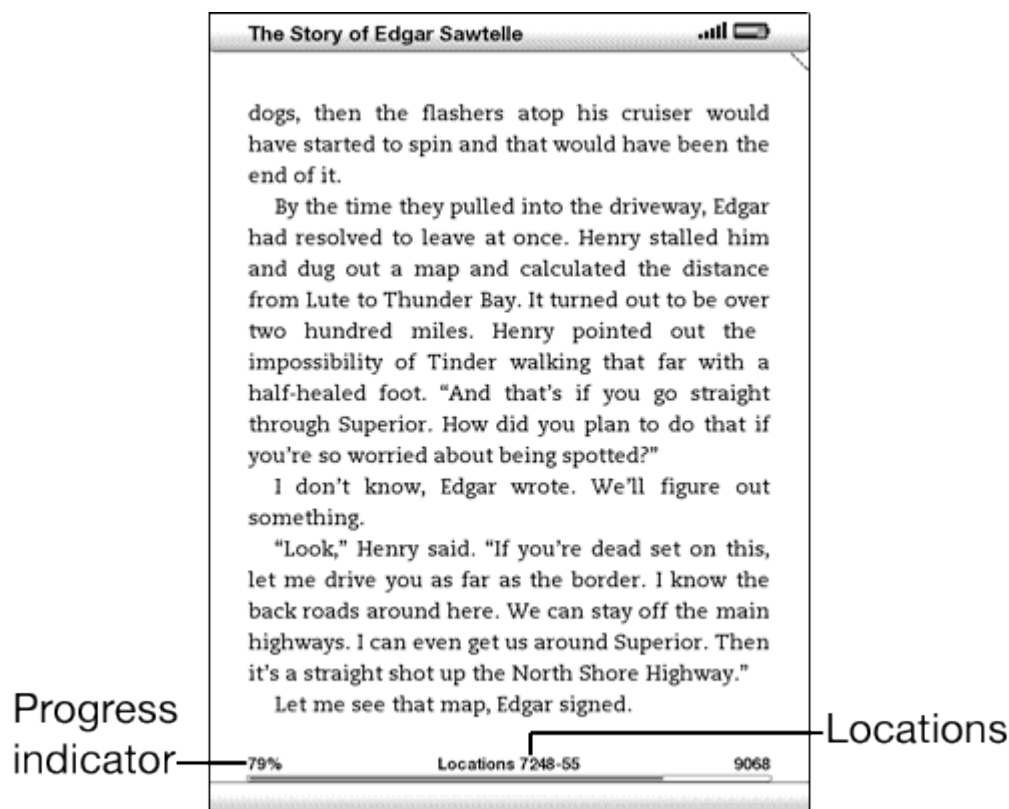 The Story of Edgar Sawtelle
dogs, then the flashers atop his cruiser would
have started to spin and that would have been the
end of it.
By the time they pulled into the driveway, Edgar
had resolved to leave at once. Henry stalled him
and dug out a map and calculated the distance
from Lute to Thunder Bay. It turned out to be over
two hundred miles. Henry pointed out the
impossibility of Tinder walking that far with a
half-healed foot. “And that’s if you go straight
through Superior. How did you plan to do that if
you’re so worried about being spotted?”
I don’t know, Edgar wrote. We’ll figure out
something.
“Look,” Henry said. “If you’re dead set on this,
let me drive you as far as the border. I know the
back roads around here. We can stay off the main
highways. I can even get us around Superior. Then
it’s a straight shot up the North Shore Highway.”
Let me see that map, Edgar signed.
Progress
indicator
79% Locations 7248-55 9068
Locations